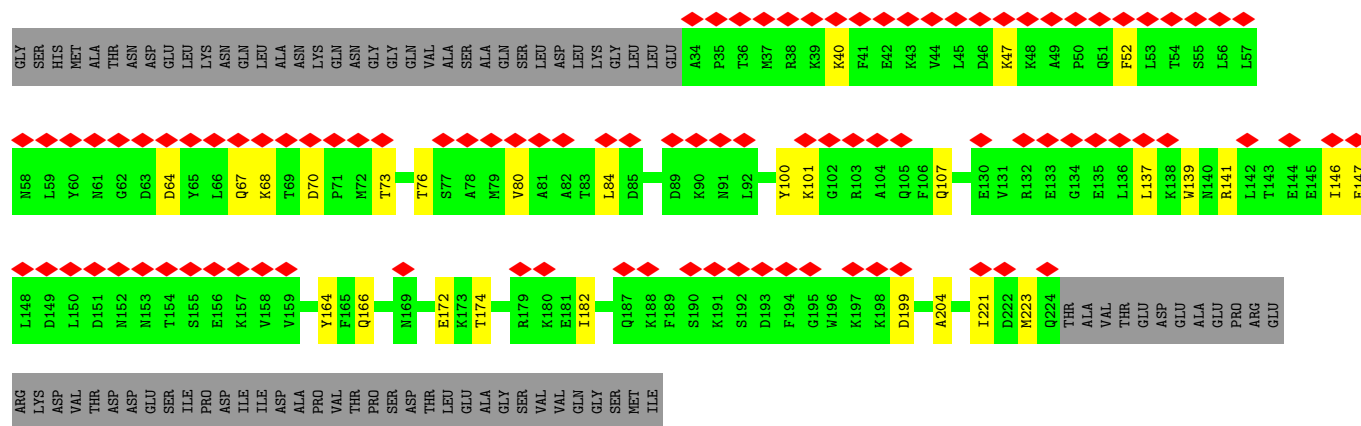 GLY SER HIS MET ALA THR ASN ASP GLU LEU LYS ASN GLN LEU ALA ASN LYS GLN ASN GLY GLY GLN VAL ALA SER ALA GLN SER LEU ASP LEU LYS GLY LEU LEU GLU A34 P35 T36 M37 R38 K39 K40 F41 E42 K43 V44 L45 D46 K47 K48 A49 P50 Q51 F52 L53 T54 S55 L56 L57
N58 L59 Y60 N61 G62 D63 D64 Y65 L66 Q67 K68 T69 D70 P71 M72 T73 T76 S77 A78 M79 V80 A81 A82 T83 L84 D85 D89 K90 N91 L92 Y100 K101 G102 R103 A104 Q105 F106 Q107 E130 V131 R132 E133 G134 E135 L136 L137 K138 W139 N140 R141 L142 T143 E144 E145 I146 E147
L148 D149 L150 D151 N152 N153 T154 S155 E156 K157 V158 V159 Y164 F165 Q166 N169 E172 K173 T174 R179 K180 E181 I182 Q187 K188 F189 S190 K191 S192 D193 F194 G195 W196 K197 K198 D199 A204 I221 D222 M223 Q224 THR ALA VAL THR GLU ASP GLU ALA GLU PRO ARG GLU
ARG LYS ASP VAL THR ASP ASP GLU SER ILE PRO ASP ILE ILE ASP ALA PRO VAL THR PRO SER ASP THR LEU GLU ALA GLY SER VAL VAL GLN GLY SER MET ILE